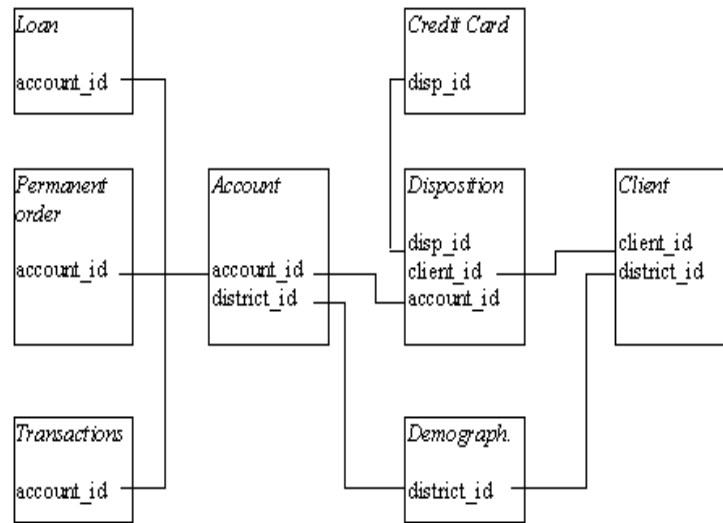 Loan
account_id
Credit Card
disp_id
Permanent
order
account_id
Account
account_id
district_id
Disposition
disp_id
client_id
account_id
Client
client_id
district_id
Transactions
account_id
Demograph.
district_id